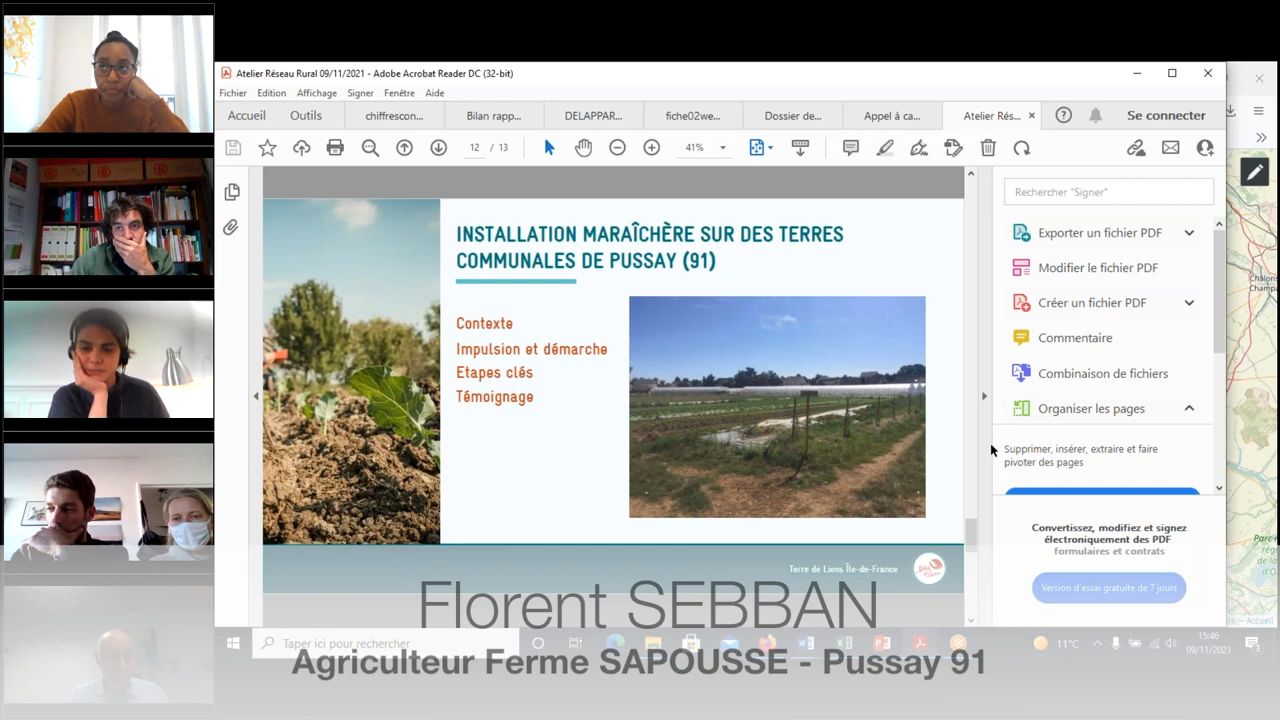 Atelier Réseau Rural 09/11/2021 - Adobe Acrobat Reader DC (32-bit)
Fichier Edition Affichage Signer Fenêtre Aide
Accueil Outils chiffrescon... Bilan rapp... DELAPPAR... fiche02we... Dossier de... Appel à ca... Atelier Rés... Se connecter
12 / 13 41%
INSTALLATION MARAÎCHÈRE SUR DES TERRES
COMMUNALES DE PUSSAY (91)
Contexte
Impulsion et démarche
Etapes clés
Témoignage
Terre de Liens Île-de-France
Rechercher "Signer"
Exporter un fichier PDF
Modifier le fichier PDF
Créer un fichier PDF
Commentaire
Combinaison de fichiers
Organiser les pages
Supprimer, insérer, extraire et faire
pivoter des pages
Convertissez, modifiez et signez
électroniquement des PDF
formulaires et contrats
Version d'essai gratuite de 7 jours
Florent SEBBAN
Agriculteur Ferme SAPOUSSE - Pussay 91
Taper ici pour rechercher
11°C
15:46
09/11/2021